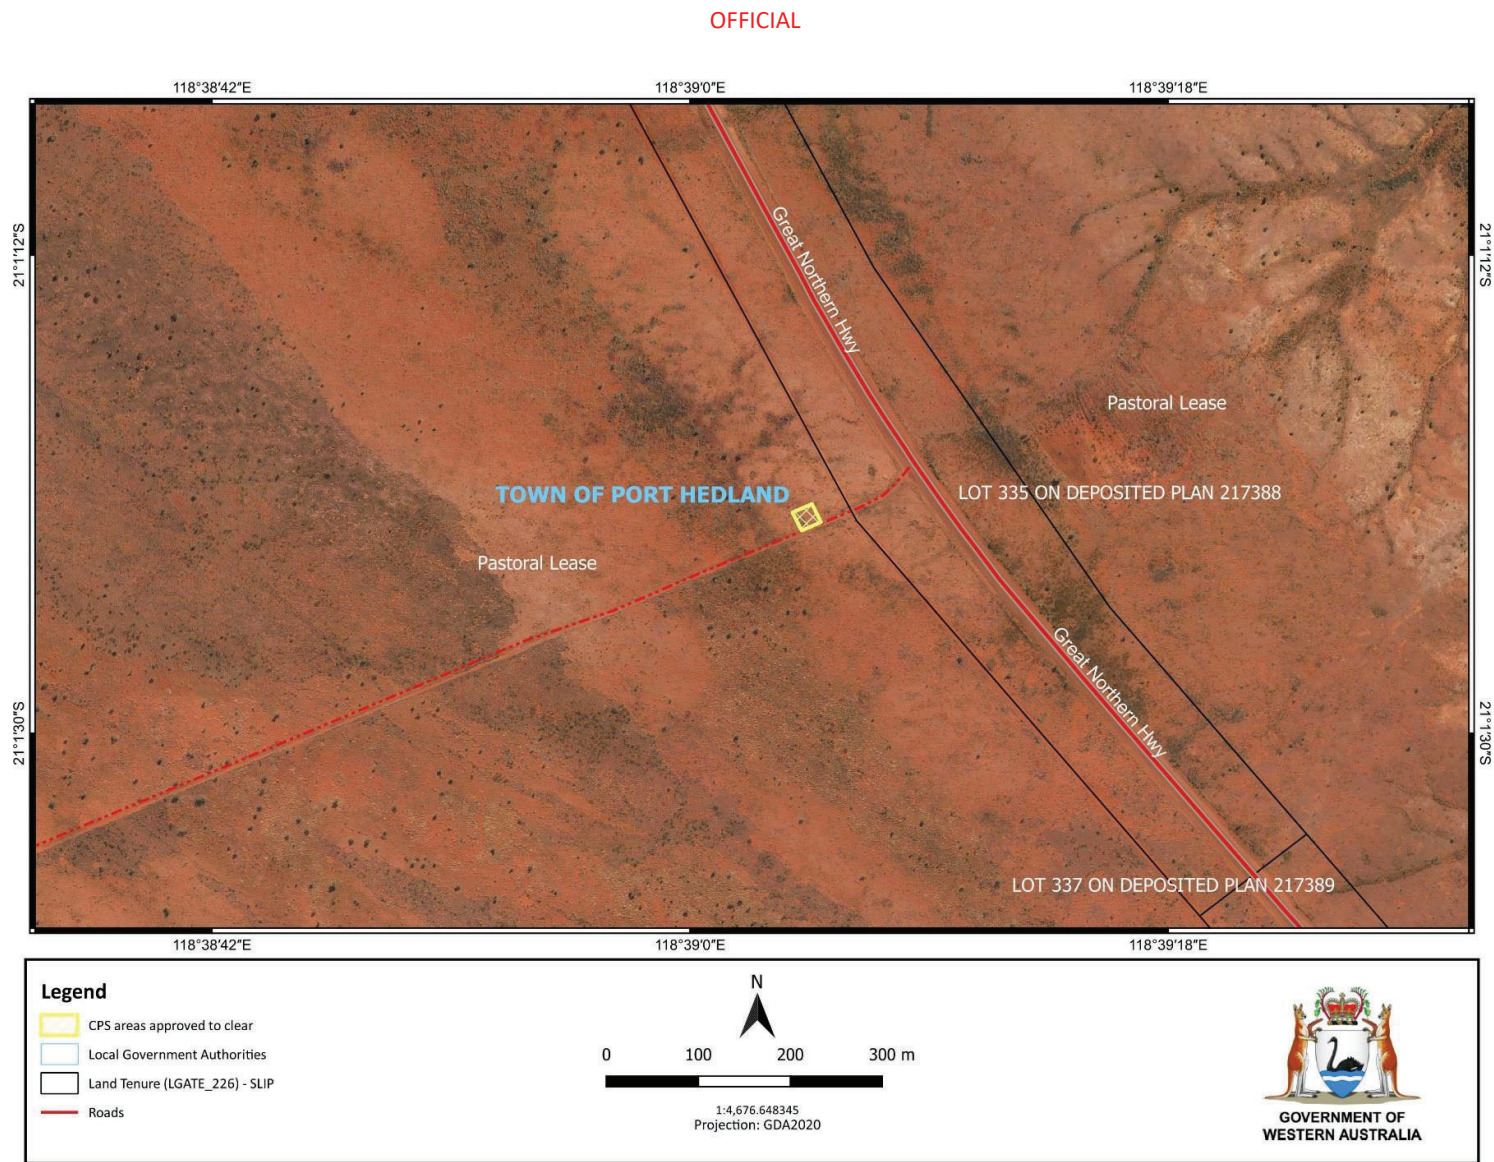 OFFICIAL
118°38'42"E
118°39'0"E
118°39'18"E
21°1'12"S
21°1'12"S
Great Northern Hwy
Pastoral Lease
TOWN OF PORT HEDLAND
LOT 335 ON DEPOSITED PLAN 217388
Pastoral Lease
Great Northern Hwy
21°1'30"S
21°1'30"S
LOT 337 ON DEPOSITED PLAN 217389
118°38'42"E
118°39'0"E
118°39'18"E
Legend
CPS areas approved to clear
Local Government Authorities
Land Tenure (LGATE_226) - SLIP
Roads
N
0 100 200 300 m
1:4,676.648345
Projection: GDA2020
GOVERNMENT OF
WESTERN AUSTRALIA